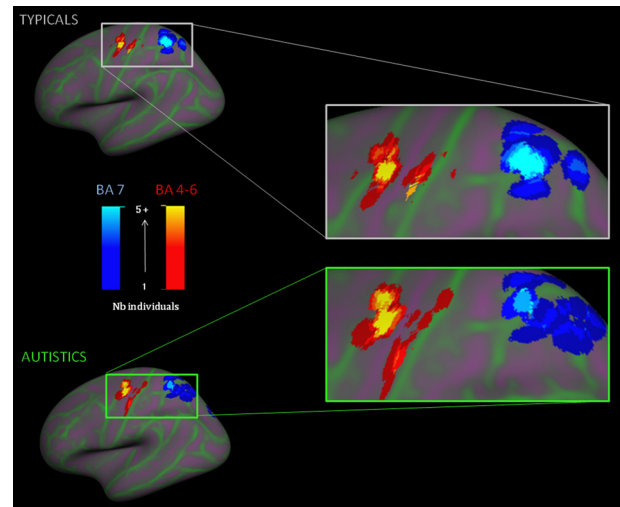 TYPICALS
BA 7 BA 4-6
5 +
1
Nb individuals
AUTISTICS